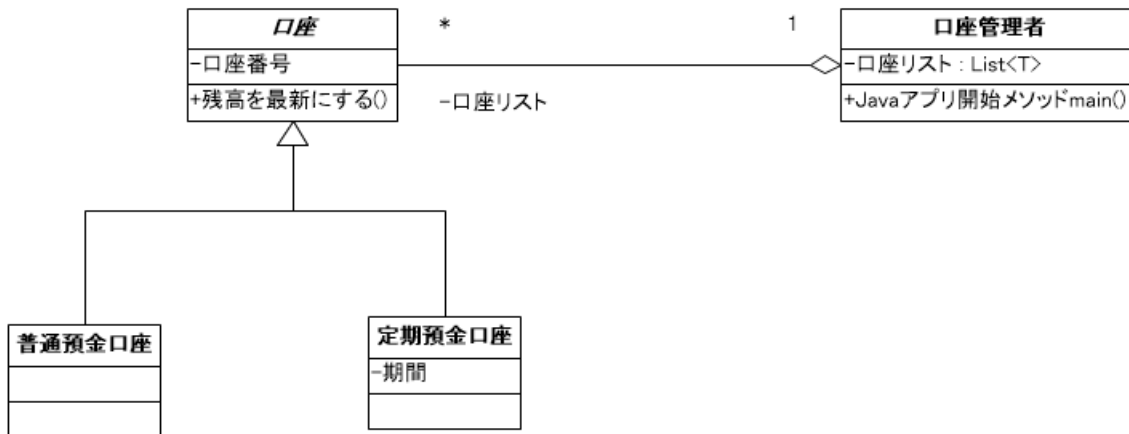 口座
-口座番号
+残高を最新にする()
*
1
-口座リスト
口座管理者
-口座リスト : List<T>
+Javaアプリ開始メソッドmain()
普通預金口座
定期預金口座
-期間